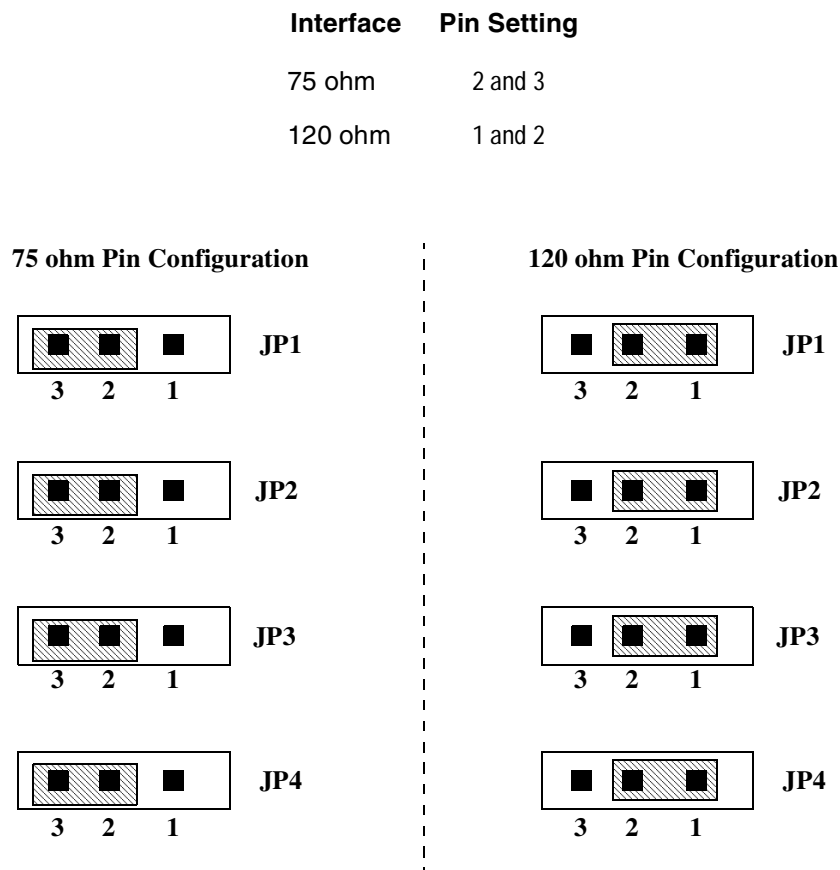 Interface Pin Setting
75 ohm 2 and 3
120 ohm 1 and 2
75 ohm Pin Configuration
JP1
3 2 1
JP2
3 2 1
JP3
3 2 1
JP4
3 2 1
120 ohm Pin Configuration
JP1
3 2 1
JP2
3 2 1
JP3
3 2 1
JP4
3 2 1